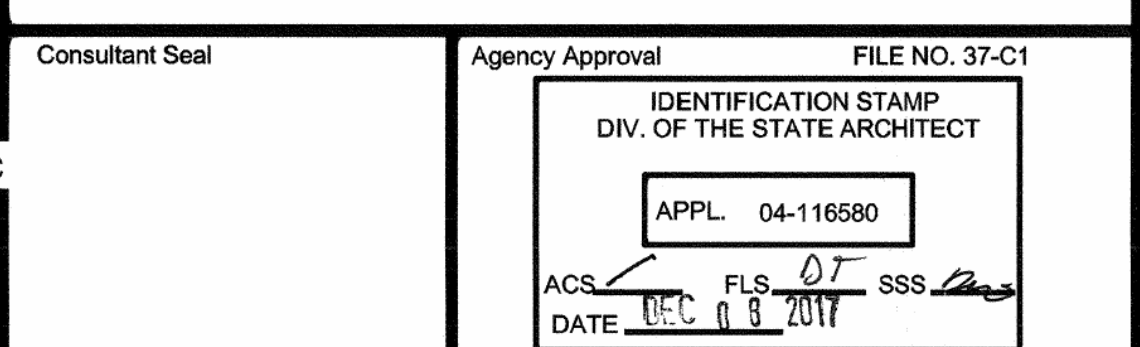 Consultant Seal
Agency Approval FILE NO. 37-C1
IDENTIFICATION STAMP
DIV. OF THE STATE ARCHITECT
APPL. 04-116580
ACS FLS DT SSS
DATE DEC 08 2017